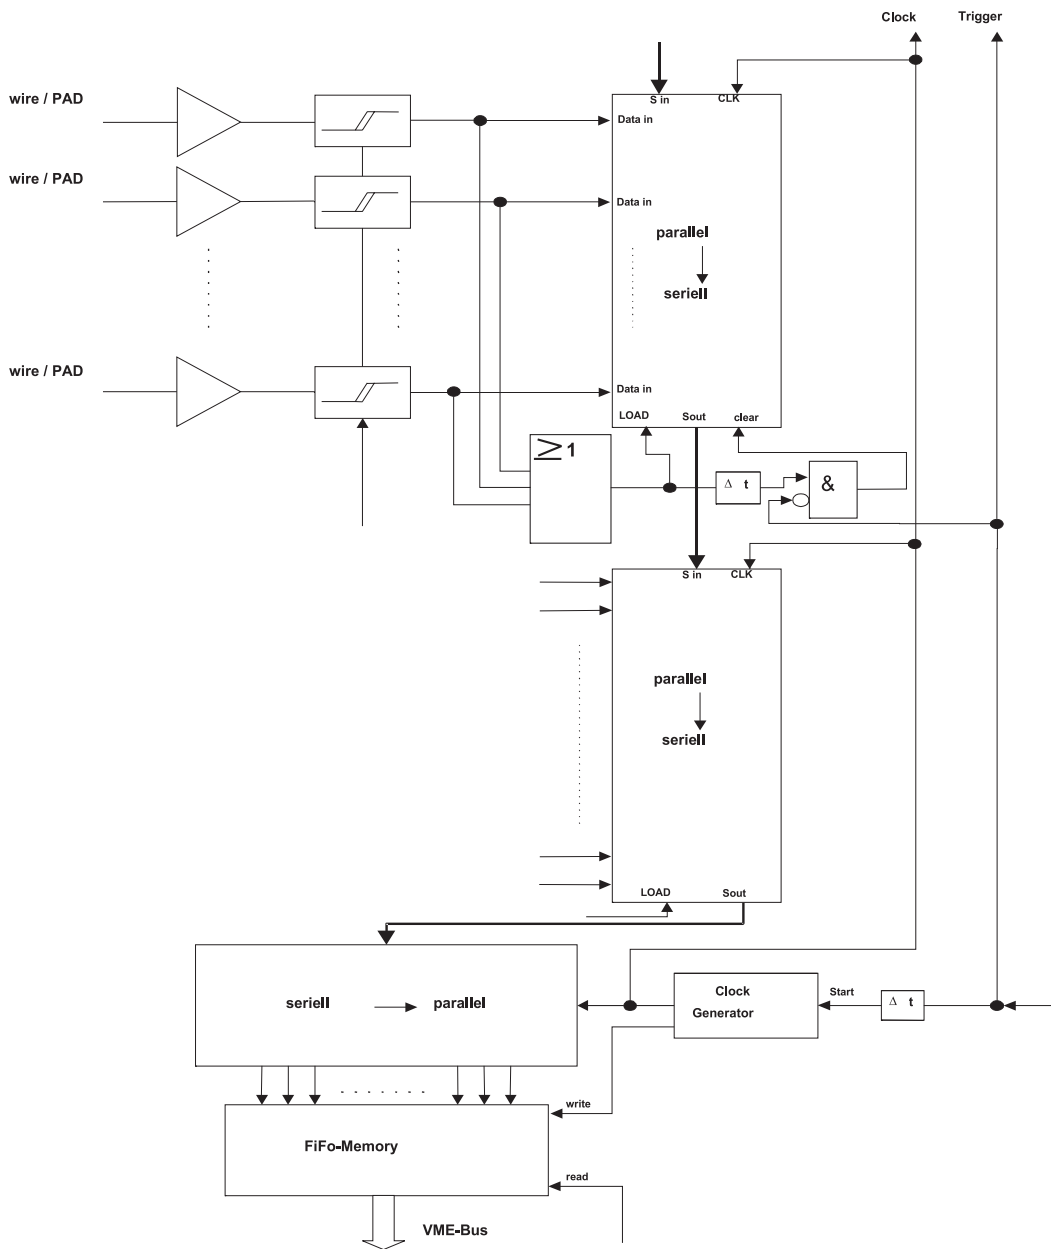 Clock
Trigger
wire / PAD
S in
CLK
Data in
wire / PAD
Data in
parallel
seriell
wire / PAD
Data in
LOAD
Sout
clear
≥1
Δ t
&
S in
CLK
parallel
seriell
LOAD
Sout
seriell
parallel
Clock
Generator
Start
Δ t
write
FiFo-Memory
read
VME-Bus